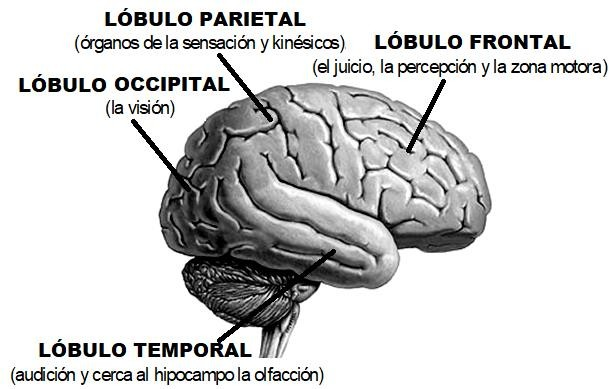 LÓBULO PARIETAL
(órganos de la sensación y kinésicos)
LÓBULO FRONTAL
(el juicio, la percepción y la zona motora)
LÓBULO OCCIPITAL
(la visión)
LÓBULO TEMPORAL
(audición y cerca al hipocampo la olfacción)